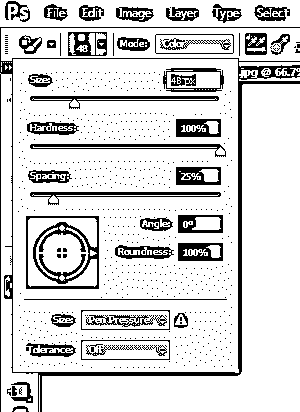 Ps File Edit Image Layer Type Select
48 Mode: Color
.jpg @ 66.7
Size: 48 px
Hardness: 100%
Spacing: 25%
Angle: 0°
Roundness: 100%
Size: Pen Pressure
Tolerance: Off